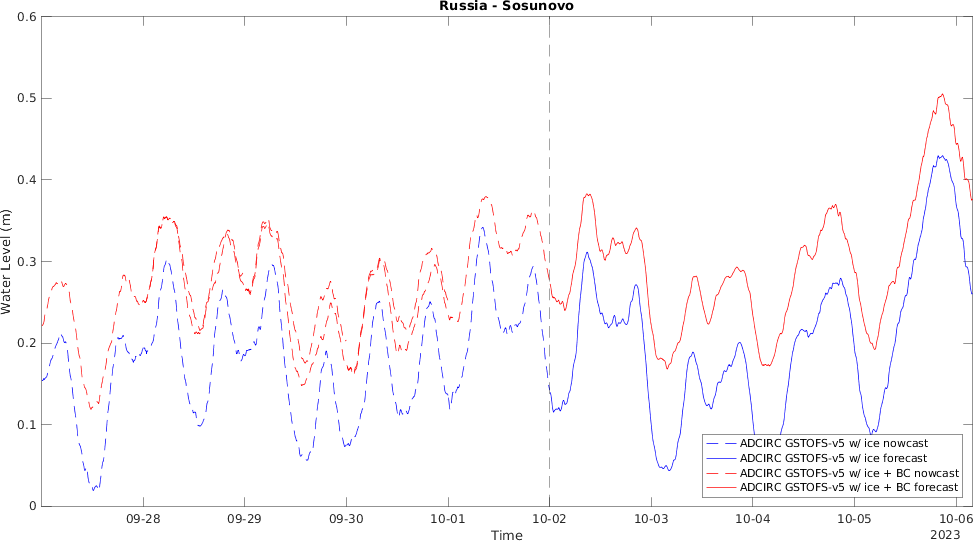 Russia - Sosunovo
0.6
0.5
0.4
0.3
0.2
0.1
0
Water Level (m)
ADCIRC GSTOFS-v5 w/ ice nowcast
ADCIRC GSTOFS-v5 w/ ice forecast
ADCIRC GSTOFS-v5 w/ ice + BC nowcast
ADCIRC GSTOFS-v5 w/ ice + BC forecast
09-28 09-29 09-30 10-01 10-02 10-03 10-04 10-05 10-06
2023
Time